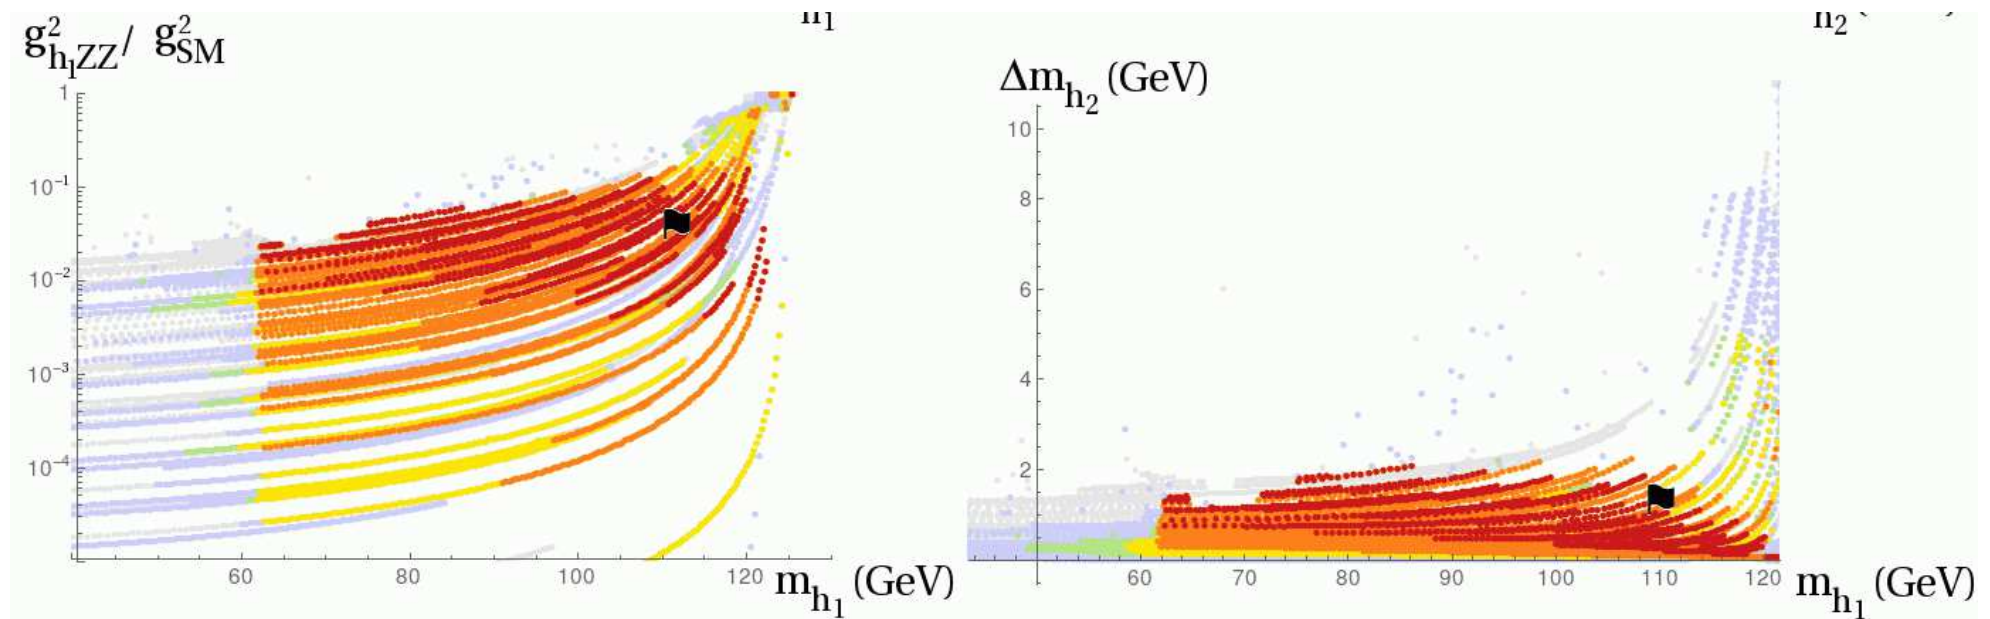 g²h₁ZZ / g²SM
1
10⁻¹
10⁻²
10⁻³
10⁻⁴
60 80 100 120
mh₁ (GeV)
Δmh₂ (GeV)
10
8
6
4
2
60 70 80 90 100 110 120
mh₁ (GeV)